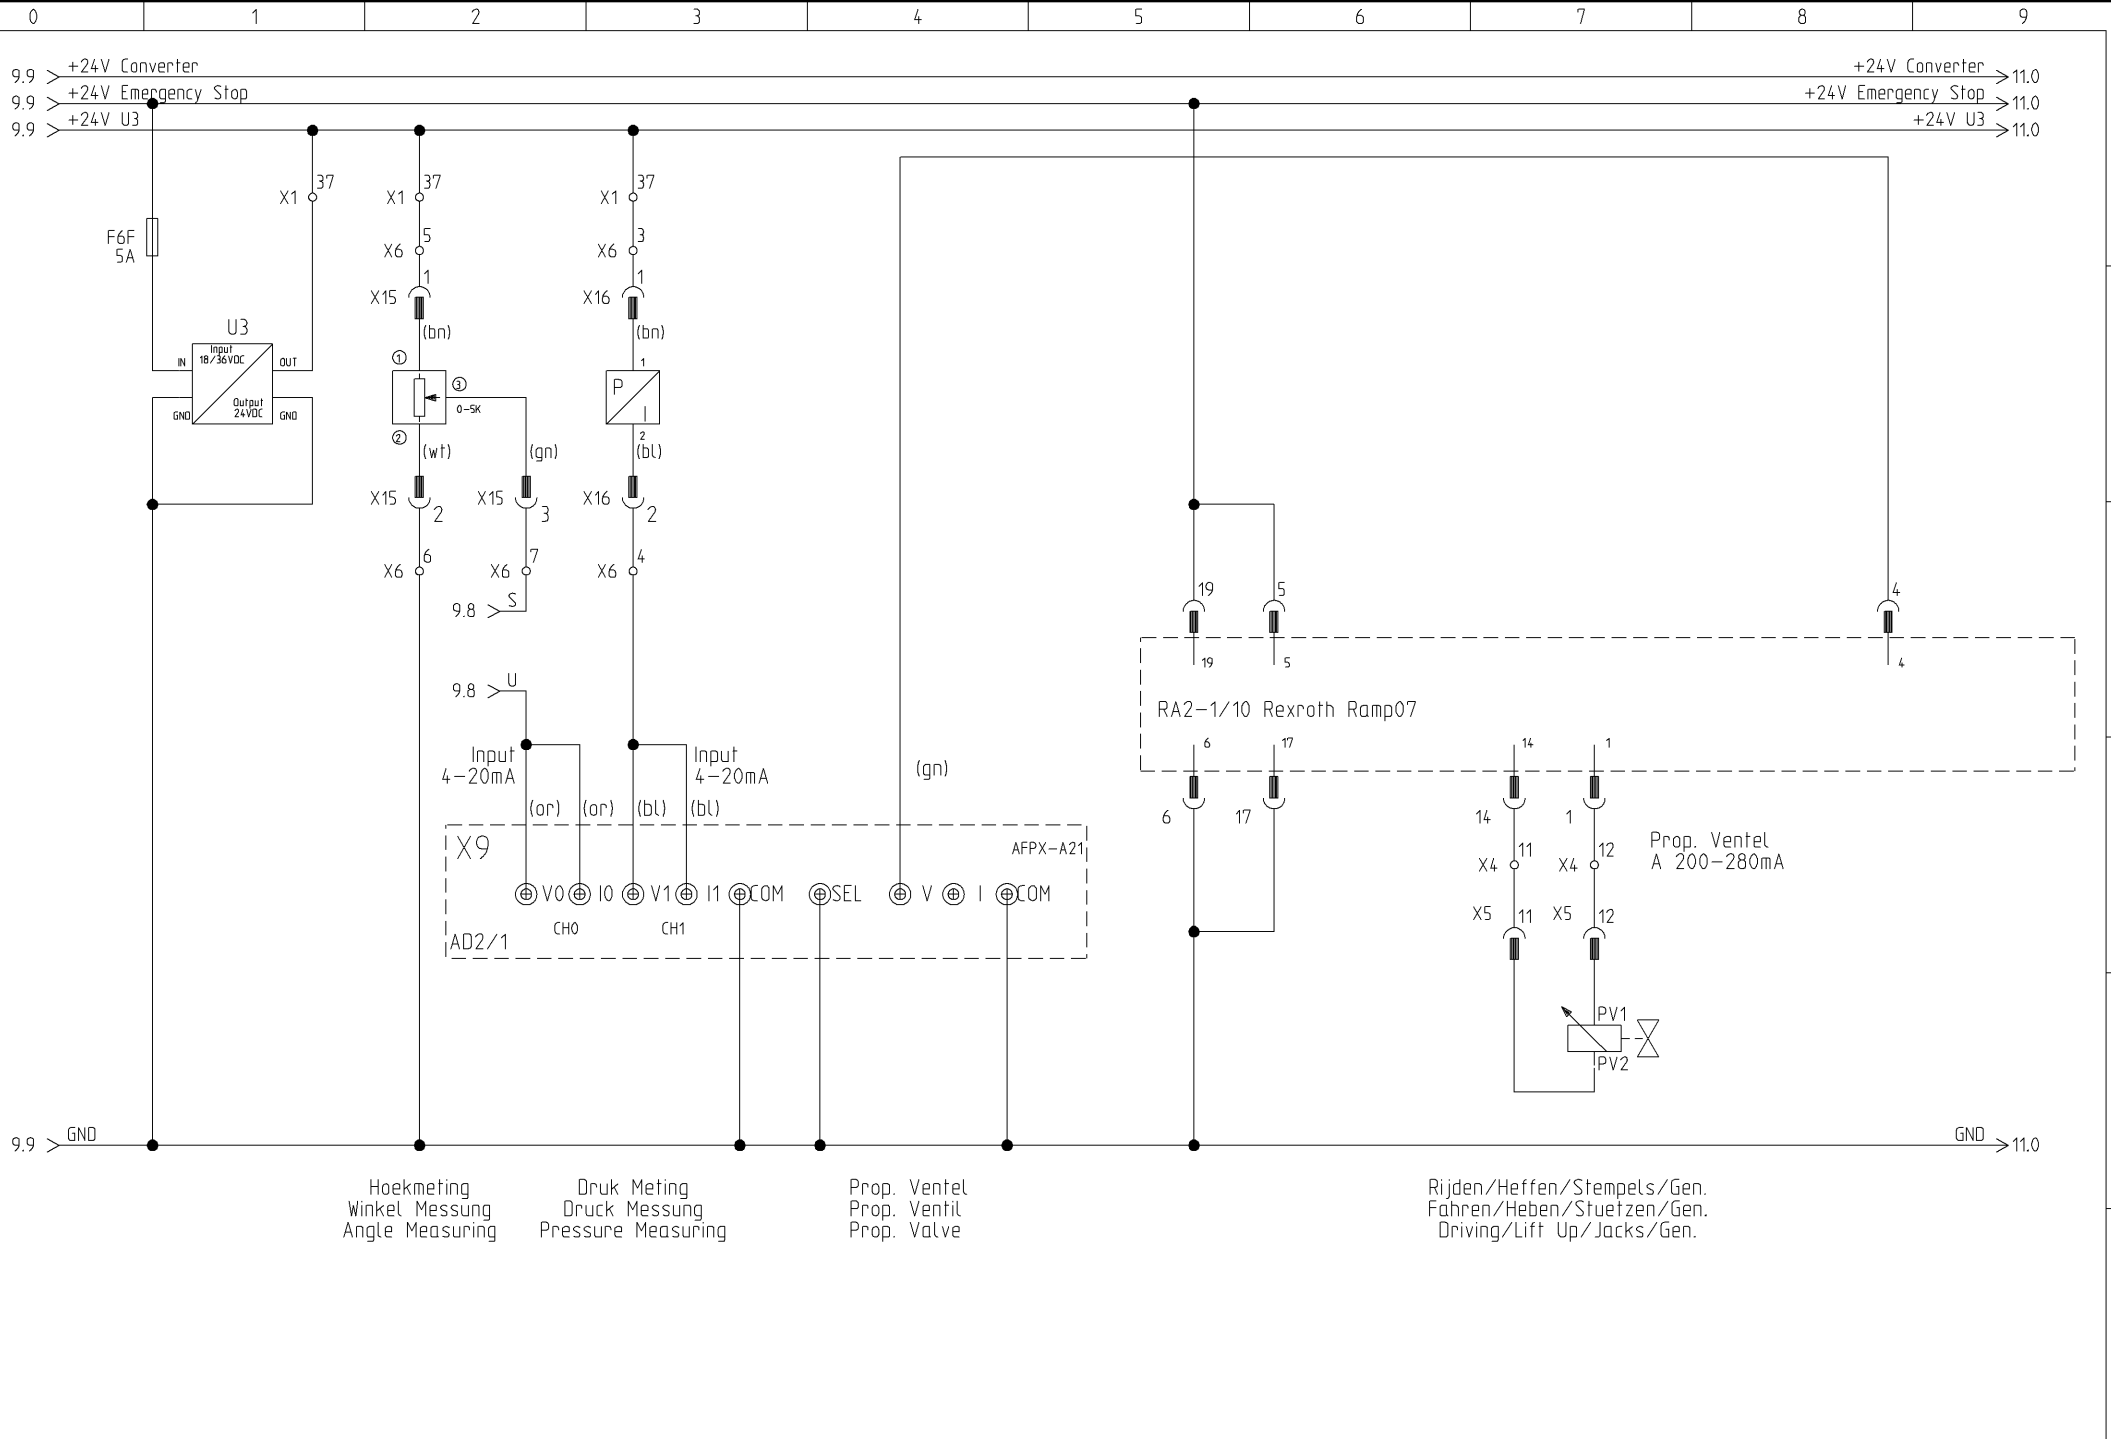 0 1 2 3 4 5 6 7 8 9
9.9 +24V Converter +24V Converter 11.0
9.9 +24V Emergency Stop +24V Emergency Stop 11.0
9.9 +24V U3 +24V U3 11.0
37 37 37
X1 X1 X1
F6F
5A
5 3
X6 X6
1 1
X15 X16
(bn) (bn)
U3
Input
18/36VDC
IN OUT
Output
24VDC
GND GND
1
3
0-5K
2
1
P
I
2
(wt) (gn) (bl)
X15 X15 X16
2 3 2
6 7 4
X6 X6 X6
9.8 S
9.8 U
19 5 4
19 5 4
RA2-1/10 Rexroth Ramp07
6 17 14 1
Input Input
4-20mA 4-20mA
(gn)
(or) (or) (bl) (bl)
6 17 14 1
X9 AFPX-A21
Prop. Ventel
A 200-280mA
11 12
X4 X4
V0 I0 V1 I1 COM SEL V I COM
CH0 CH1
X5 11 X5 12
AD2/1
PV1
PV2
9.9 GND GND 11.0
Hoekmeting Druk Meting Prop. Ventel Rijden/Heffen/Stempels/Gen.
Winkel Messung Druck Messung Prop. Ventil Fahren/Heben/Stuetzen/Gen.
Angle Measuring Pressure Measuring Prop. Valve Driving/Lift Up/Jacks/Gen.